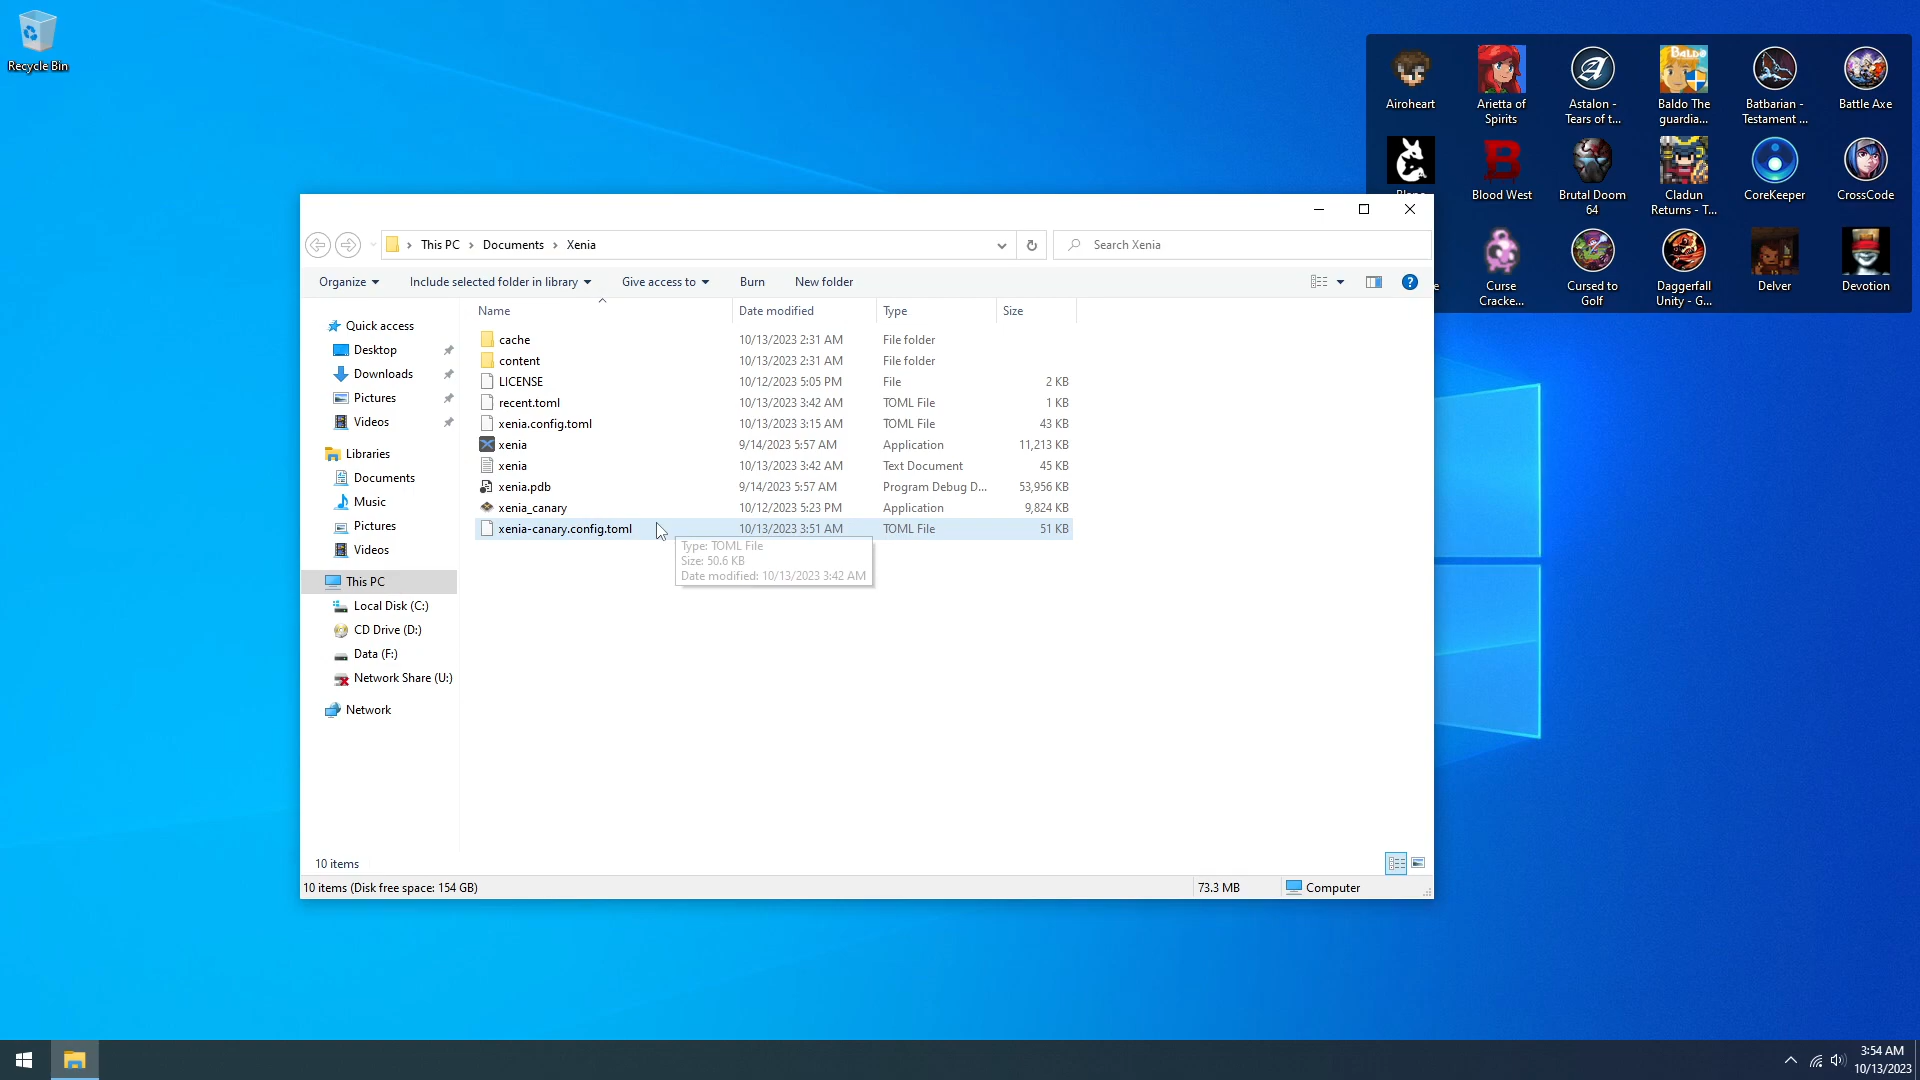 Recycle Bin
Airoheart
Arietta of
Spirits
Astalon -
Tears of t...
BALDO
Baldo The
guardia...
Batbarian -
Testament ...
Battle Axe
Blood West
Brutal Doom
64
Cladun
Returns - T...
CoreKeeper
CrossCode
Curse
Cracke...
Cursed to
Golf
Daggerfall
Unity - G...
Delver
Devotion
This PC
Documents
Xenia
Search Xenia
Organize
Include selected folder in library
Give access to
Burn
New folder
Name
Date modified
Type
Size
Quick access
Desktop
Downloads
Pictures
Videos
Libraries
Documents
Music
Pictures
Videos
This PC
Local Disk (C:)
CD Drive (D:)
Data (F:)
Network Share (U:)
Network
cache 10/13/2023 2:31 AM File folder
content 10/13/2023 2:31 AM File folder
LICENSE 10/12/2023 5:05 PM File 2 KB
recent.toml 10/13/2023 3:42 AM TOML File 1 KB
xenia.config.toml 10/13/2023 3:15 AM TOML File 43 KB
xenia 9/14/2023 5:57 AM Application 11,213 KB
xenia 10/13/2023 3:42 AM Text Document 45 KB
xenia.pdb 9/14/2023 5:57 AM Program Debug D... 53,956 KB
xenia_canary 10/12/2023 5:23 PM Application 9,824 KB
xenia-canary.config.toml 10/13/2023 3:51 AM TOML File 51 KB
Type: TOML File
Size: 50.6 KB
Date modified: 10/13/2023 3:42 AM
10 items
10 items (Disk free space: 154 GB)
73.3 MB
Computer
3:54 AM
10/13/2023